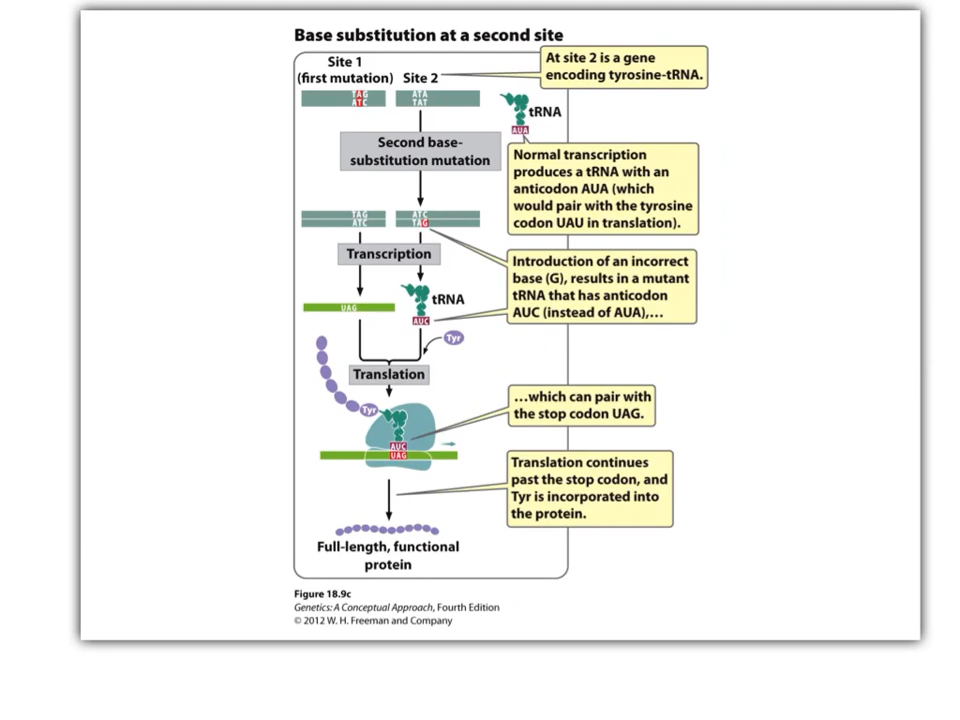 Base substitution at a second site
Site 1
(first mutation)
Site 2
At site 2 is a gene
encoding tyrosine-tRNA.
TAG
ATC
ATA
TAT
tRNA
AUA
Second base-
substitution mutation
Normal transcription
produces a tRNA with an
anticodon AUA (which
would pair with the tyrosine
codon UAU in translation).
TAG
ATC
ATC
TAG
Transcription
Introduction of an incorrect
base (G), results in a mutant
tRNA that has anticodon
AUC (instead of AUA),...
tRNA
UAG
AUC
Tyr
Translation
...which can pair with
the stop codon UAG.
Tyr
AUC
UAG
Translation continues
past the stop codon, and
Tyr is incorporated into
the protein.
Full-length, functional
protein
Figure 18.9c
Genetics: A Conceptual Approach, Fourth Edition
© 2012 W. H. Freeman and Company